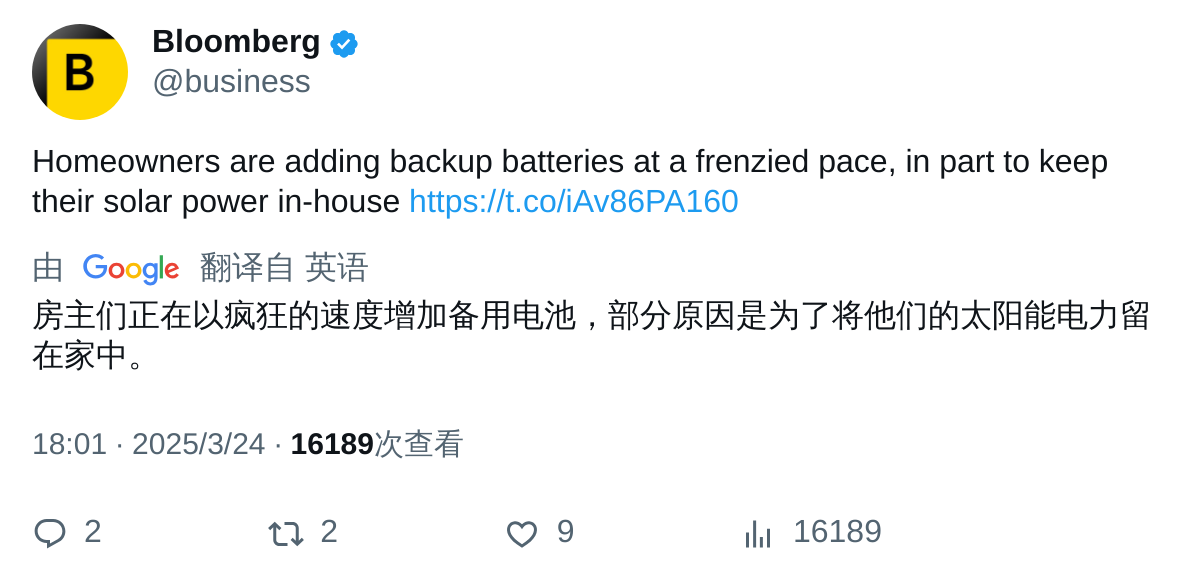 B
Bloomberg
@business
Homeowners are adding backup batteries at a frenzied pace, in part to keep
their solar power in-house https://t.co/iAv86PA160
由 Google 翻译自 英语
房主们正在以疯狂的速度增加备用电池，部分原因是为了将他们的太阳能电力留
在家中。
18:01 · 2025/3/24 · 16189次查看
2 2 9 16189